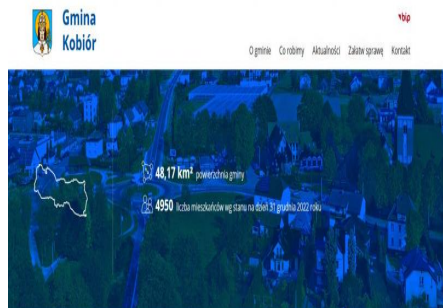 Gmina
Kobiór
bip
O gminie Co robimy Aktualności Załatw sprawę Kontakt
48,17 km² powierzchnia gminy
4950 liczba mieszkańców wg stanu na dzień 31 grudnia 2022 roku